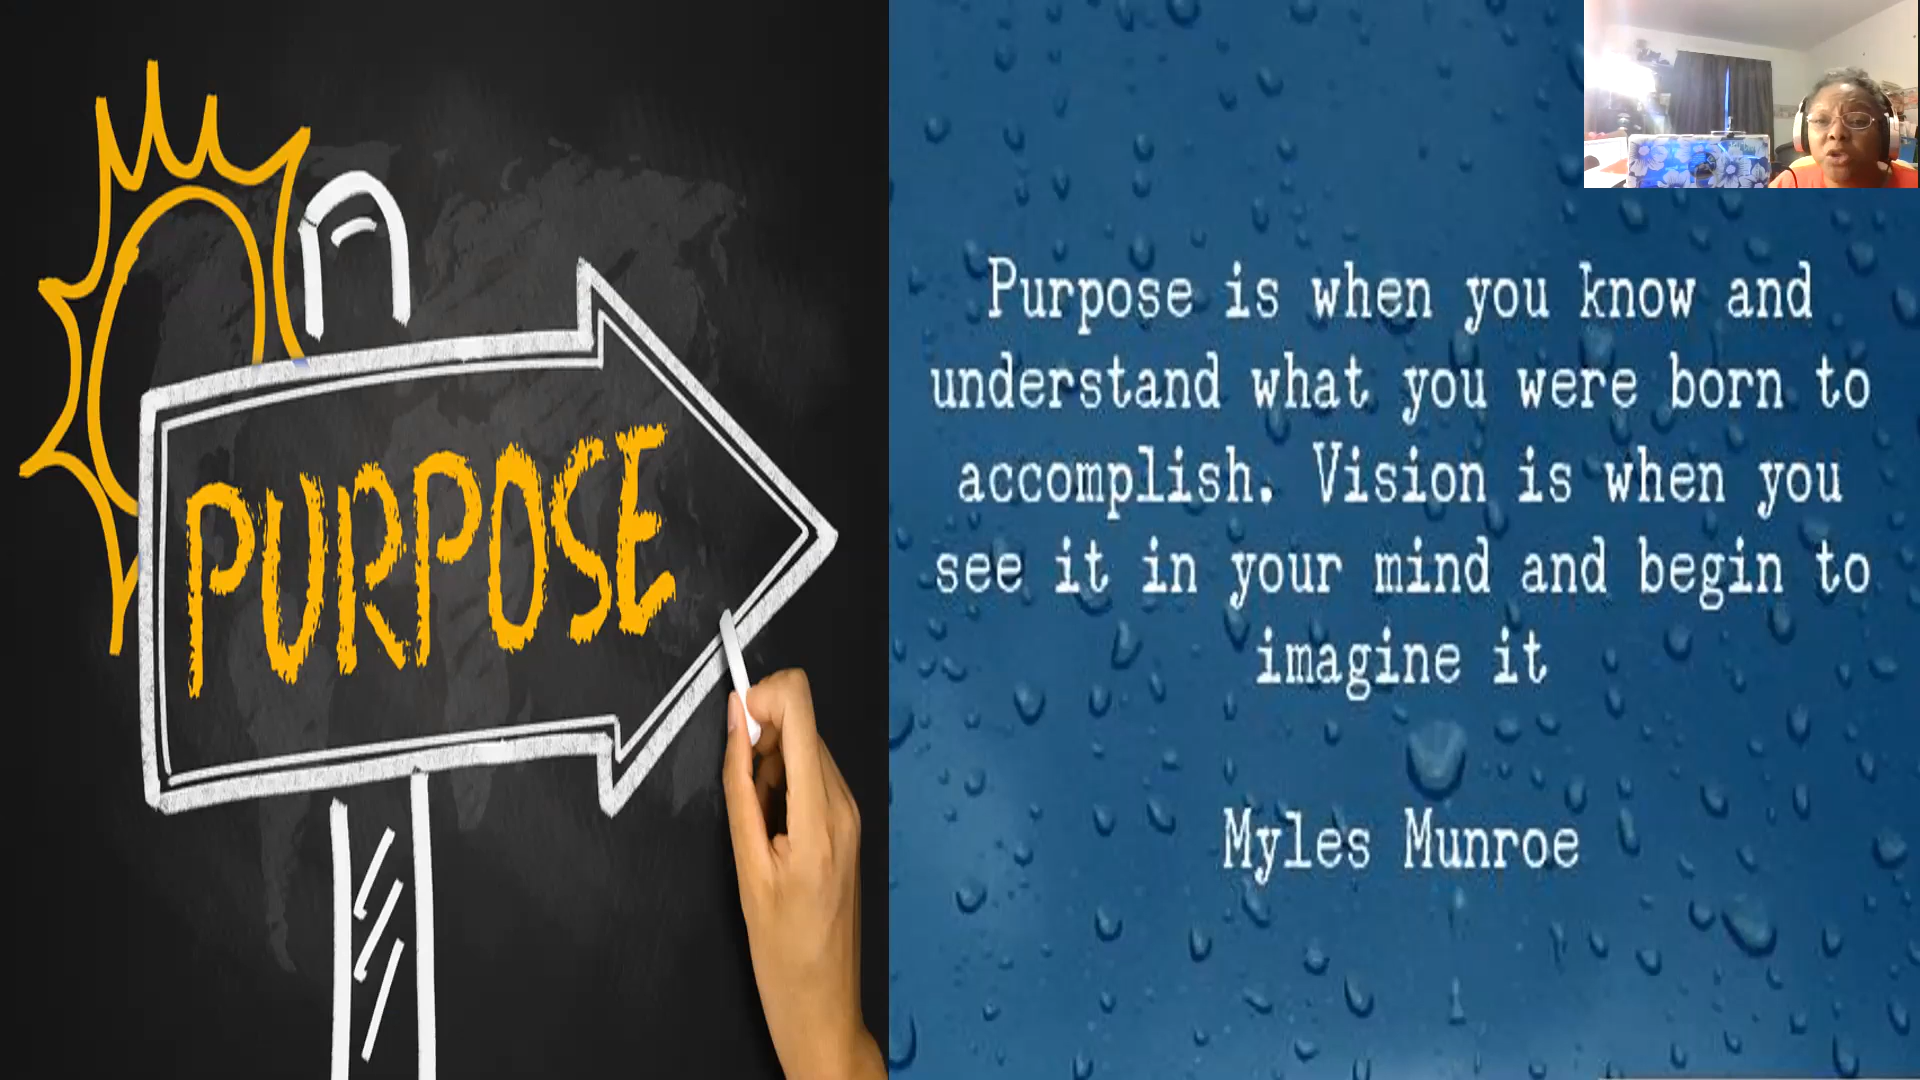 PURPOSE
Purpose is when you know and
understand what you were born to
accomplish. Vision is when you
see it in your mind and begin to
imagine it
Myles Munroe